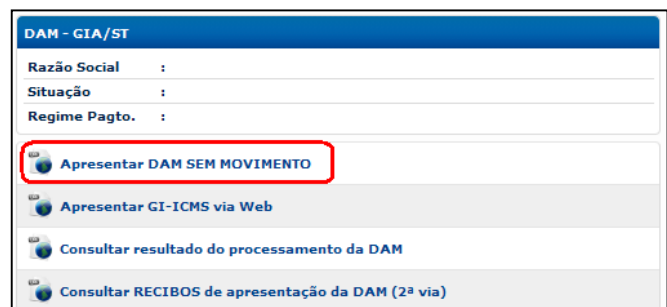 DAM - GIA/ST
Razão Social :
Situação :
Regime Pagto. :
Apresentar DAM SEM MOVIMENTO
Apresentar GI-ICMS via Web
Consultar resultado do processamento da DAM
Consultar RECIBOS de apresentação da DAM (2ª via)